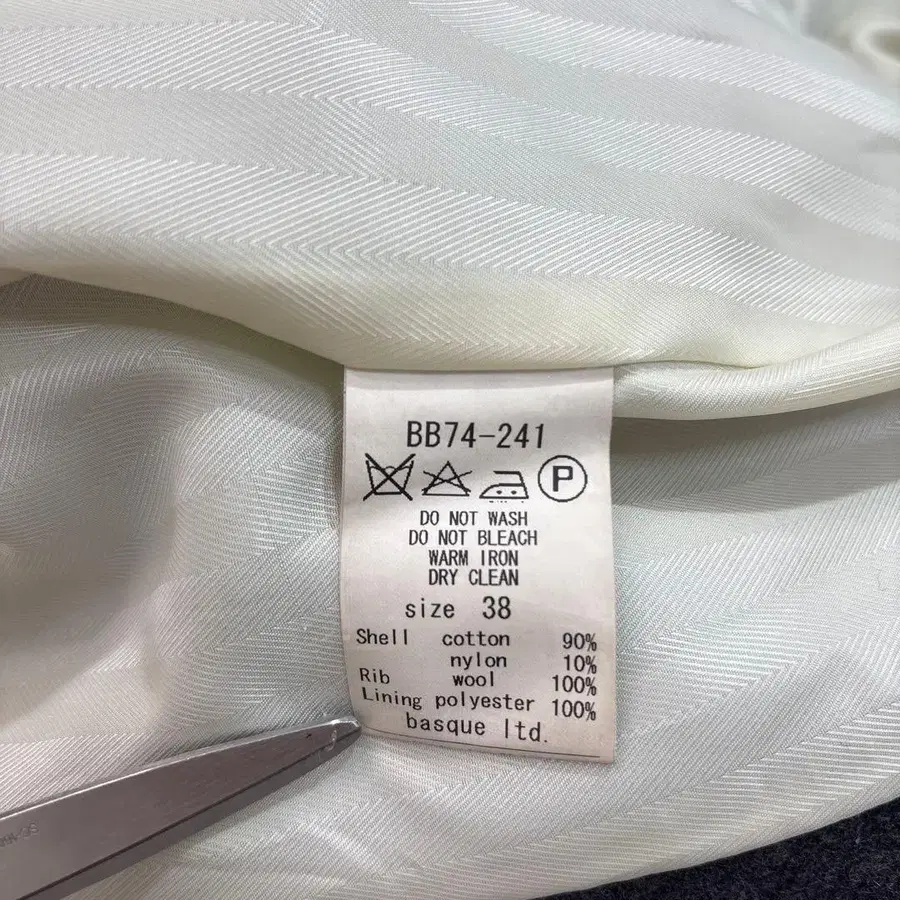 BB74-241
P
DO NOT WASH
DO NOT BLEACH
WARM IRON
DRY CLEAN
size 38
Shell cotton 90%
nylon 10%
Rib wool 100%
Lining polyester 100%
basque ltd.